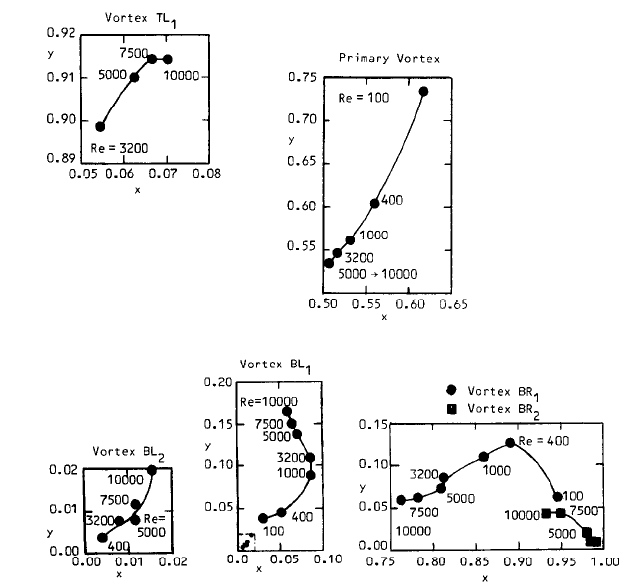 Vortex TL1
0.92
y
7500
0.91
5000
10000
0.90
Re = 3200
0.89
0.05 0.06 0.07 0.08
x
Primary Vortex
0.75
Re = 100
0.70
y
0.65
400
0.60
1000
0.55
3200
5000 → 10000
0.50 0.55 0.60 0.65
x
Vortex BL1
0.20
Re=10000
0.15
7500
5000
y
3200
0.10
1000
0.05
400
100
0.10
0.0 0.05 0.10
x
Vortex BL2
0.02
10000
7500
0.01
3200
Re=
5000
y
400
0.00
0.00 0.01 0.02
x
Vortex BR1
Vortex BR2
0.15
Re = 400
1000
0.10
3200
y
5000
100
0.05
7500
10000
7500
10000
5000
0.00
0.75 0.80 0.85 0.90 0.95 1.00
x